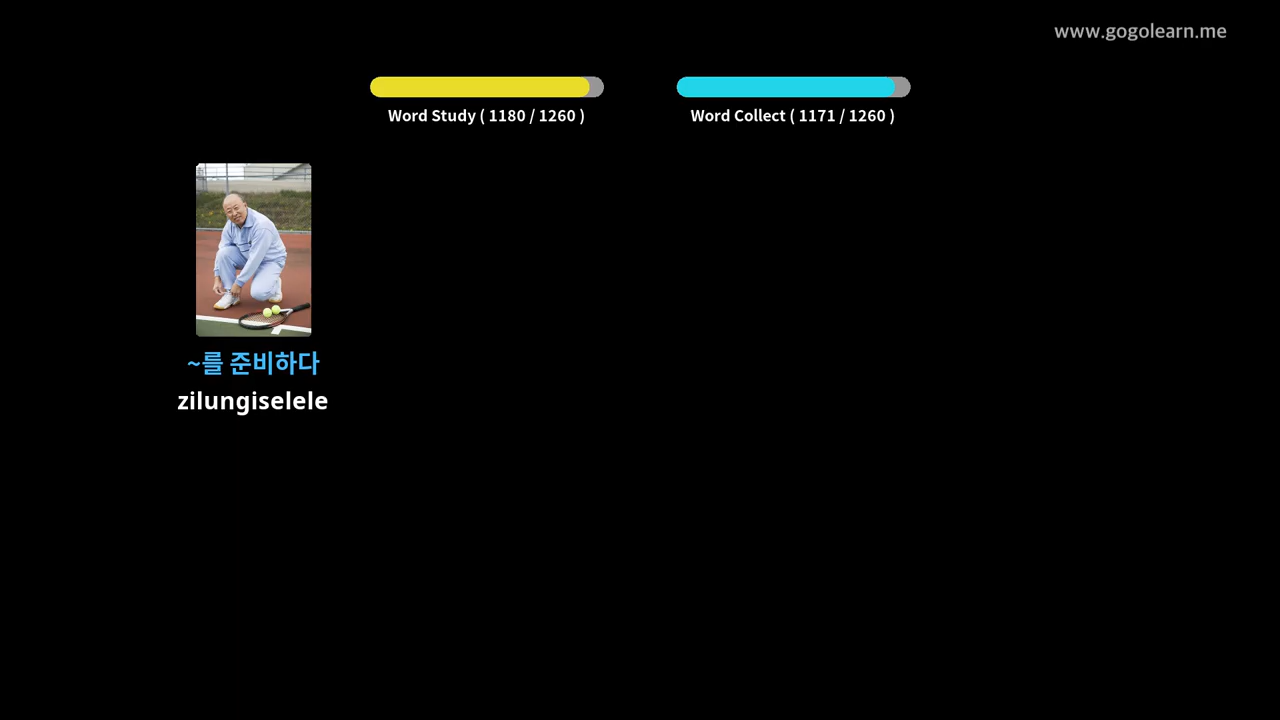 www.gogolearn.me
Word Study ( 1180 / 1260 )
Word Collect ( 1171 / 1260 )
~를 준비하다
zilungiselele